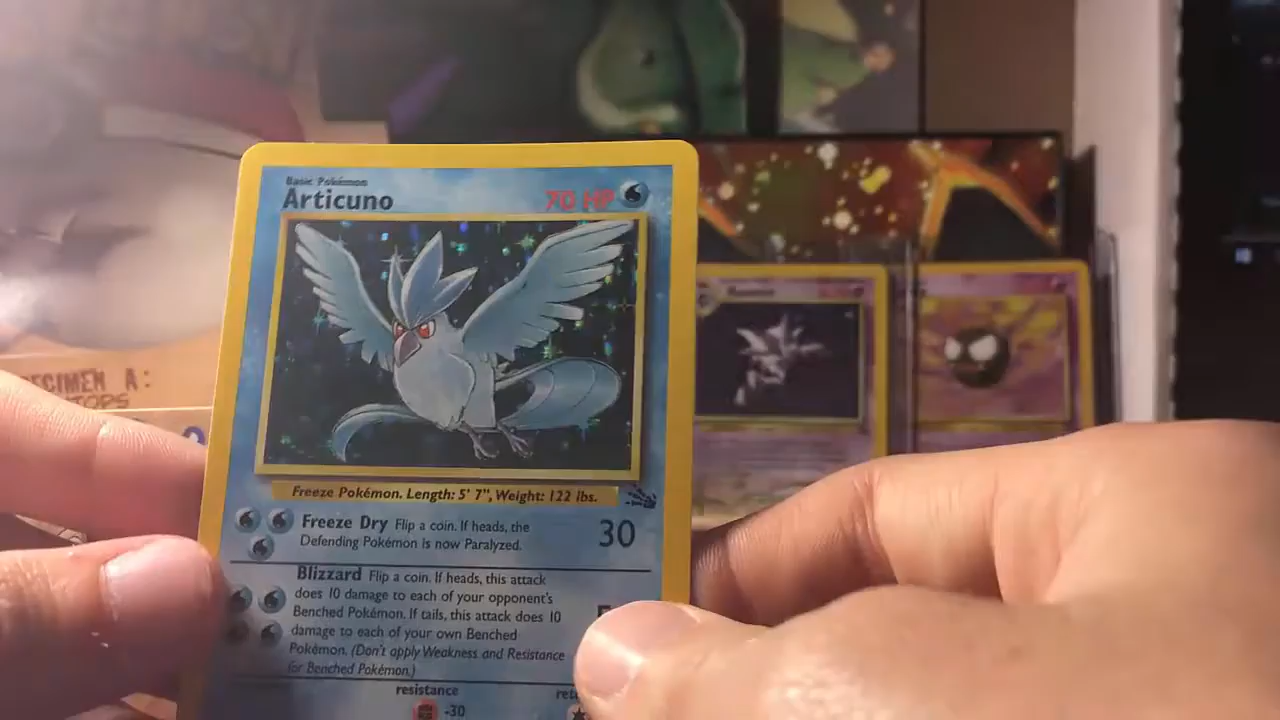 Basic Pokémon
Articuno
70 HP
Freeze Pokémon. Length: 5' 7", Weight: 122 lbs.
Freeze Dry Flip a coin. If heads, the
Defending Pokémon is now Paralyzed.
30
Blizzard Flip a coin. If heads, this attack
does 10 damage to each of your opponent's
Benched Pokémon. If tails, this attack does 10
damage to each of your own Benched
Pokémon. (Don't apply Weakness and Resistance
for Benched Pokémon.)
resistance
-30